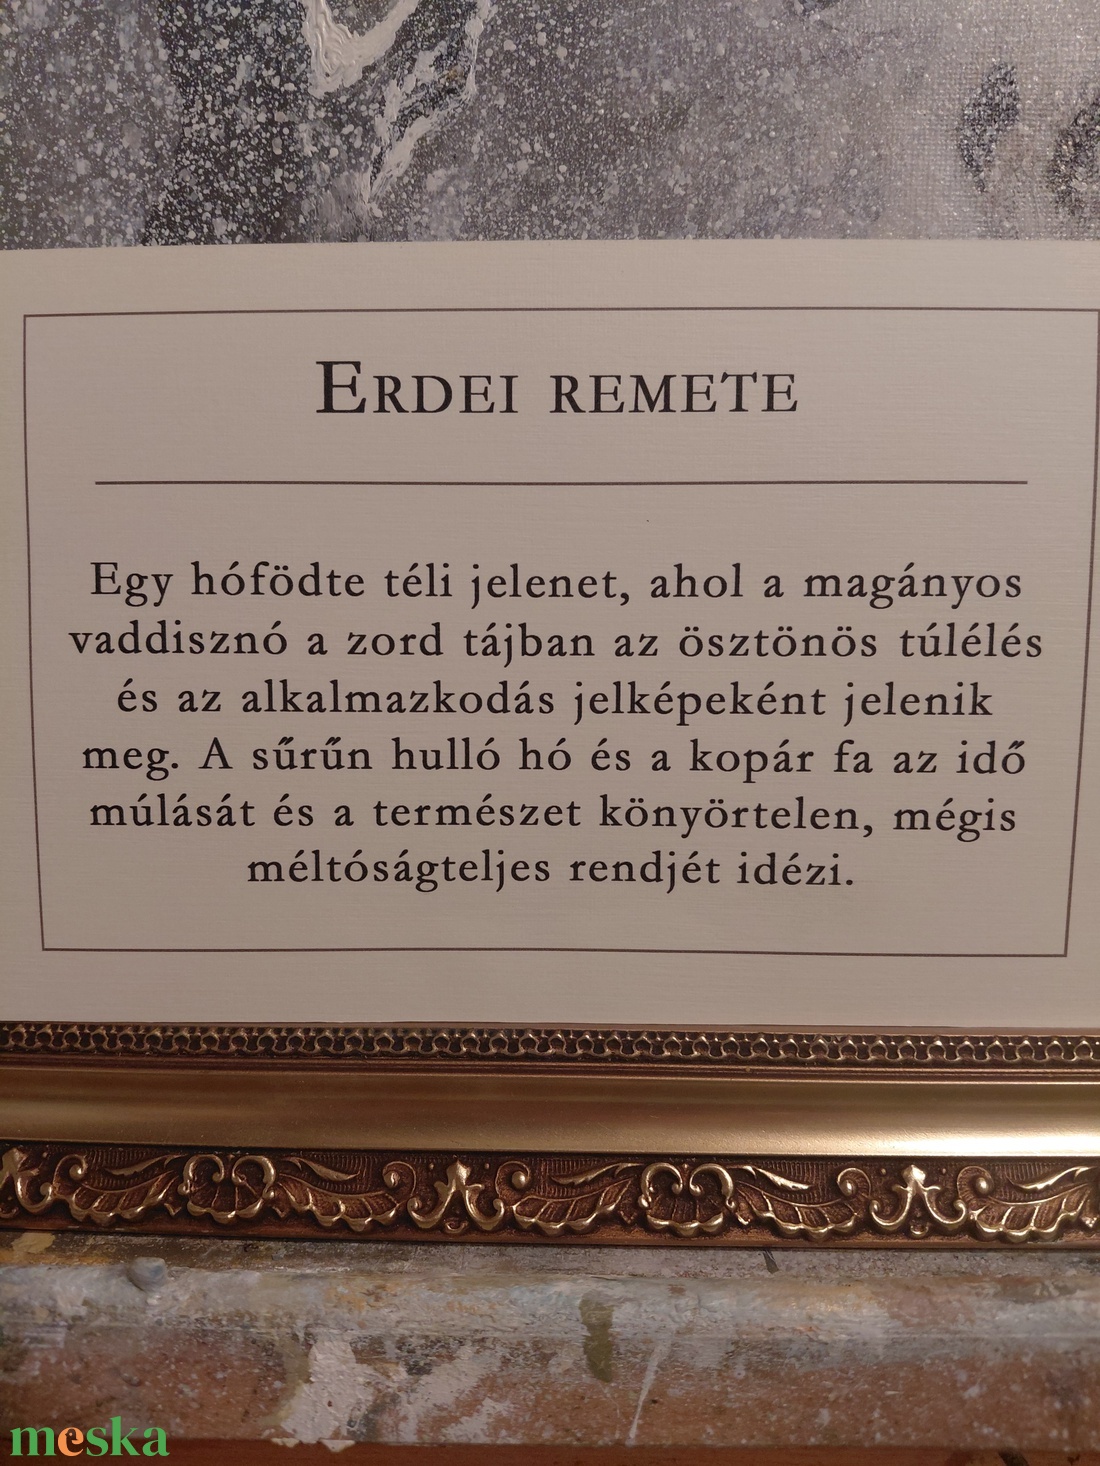 Erdei remete
Egy hófödte téli jelenet, ahol a magányos
vaddisznó a zord tájban az ösztönös túlélés
és az alkalmazkodás jelképeként jelenik
meg. A sűrűn hulló hó és a kopár fa az idő
múlását és a természet könyörtelen, mégis
méltóságteljes rendjét idézi.
meska